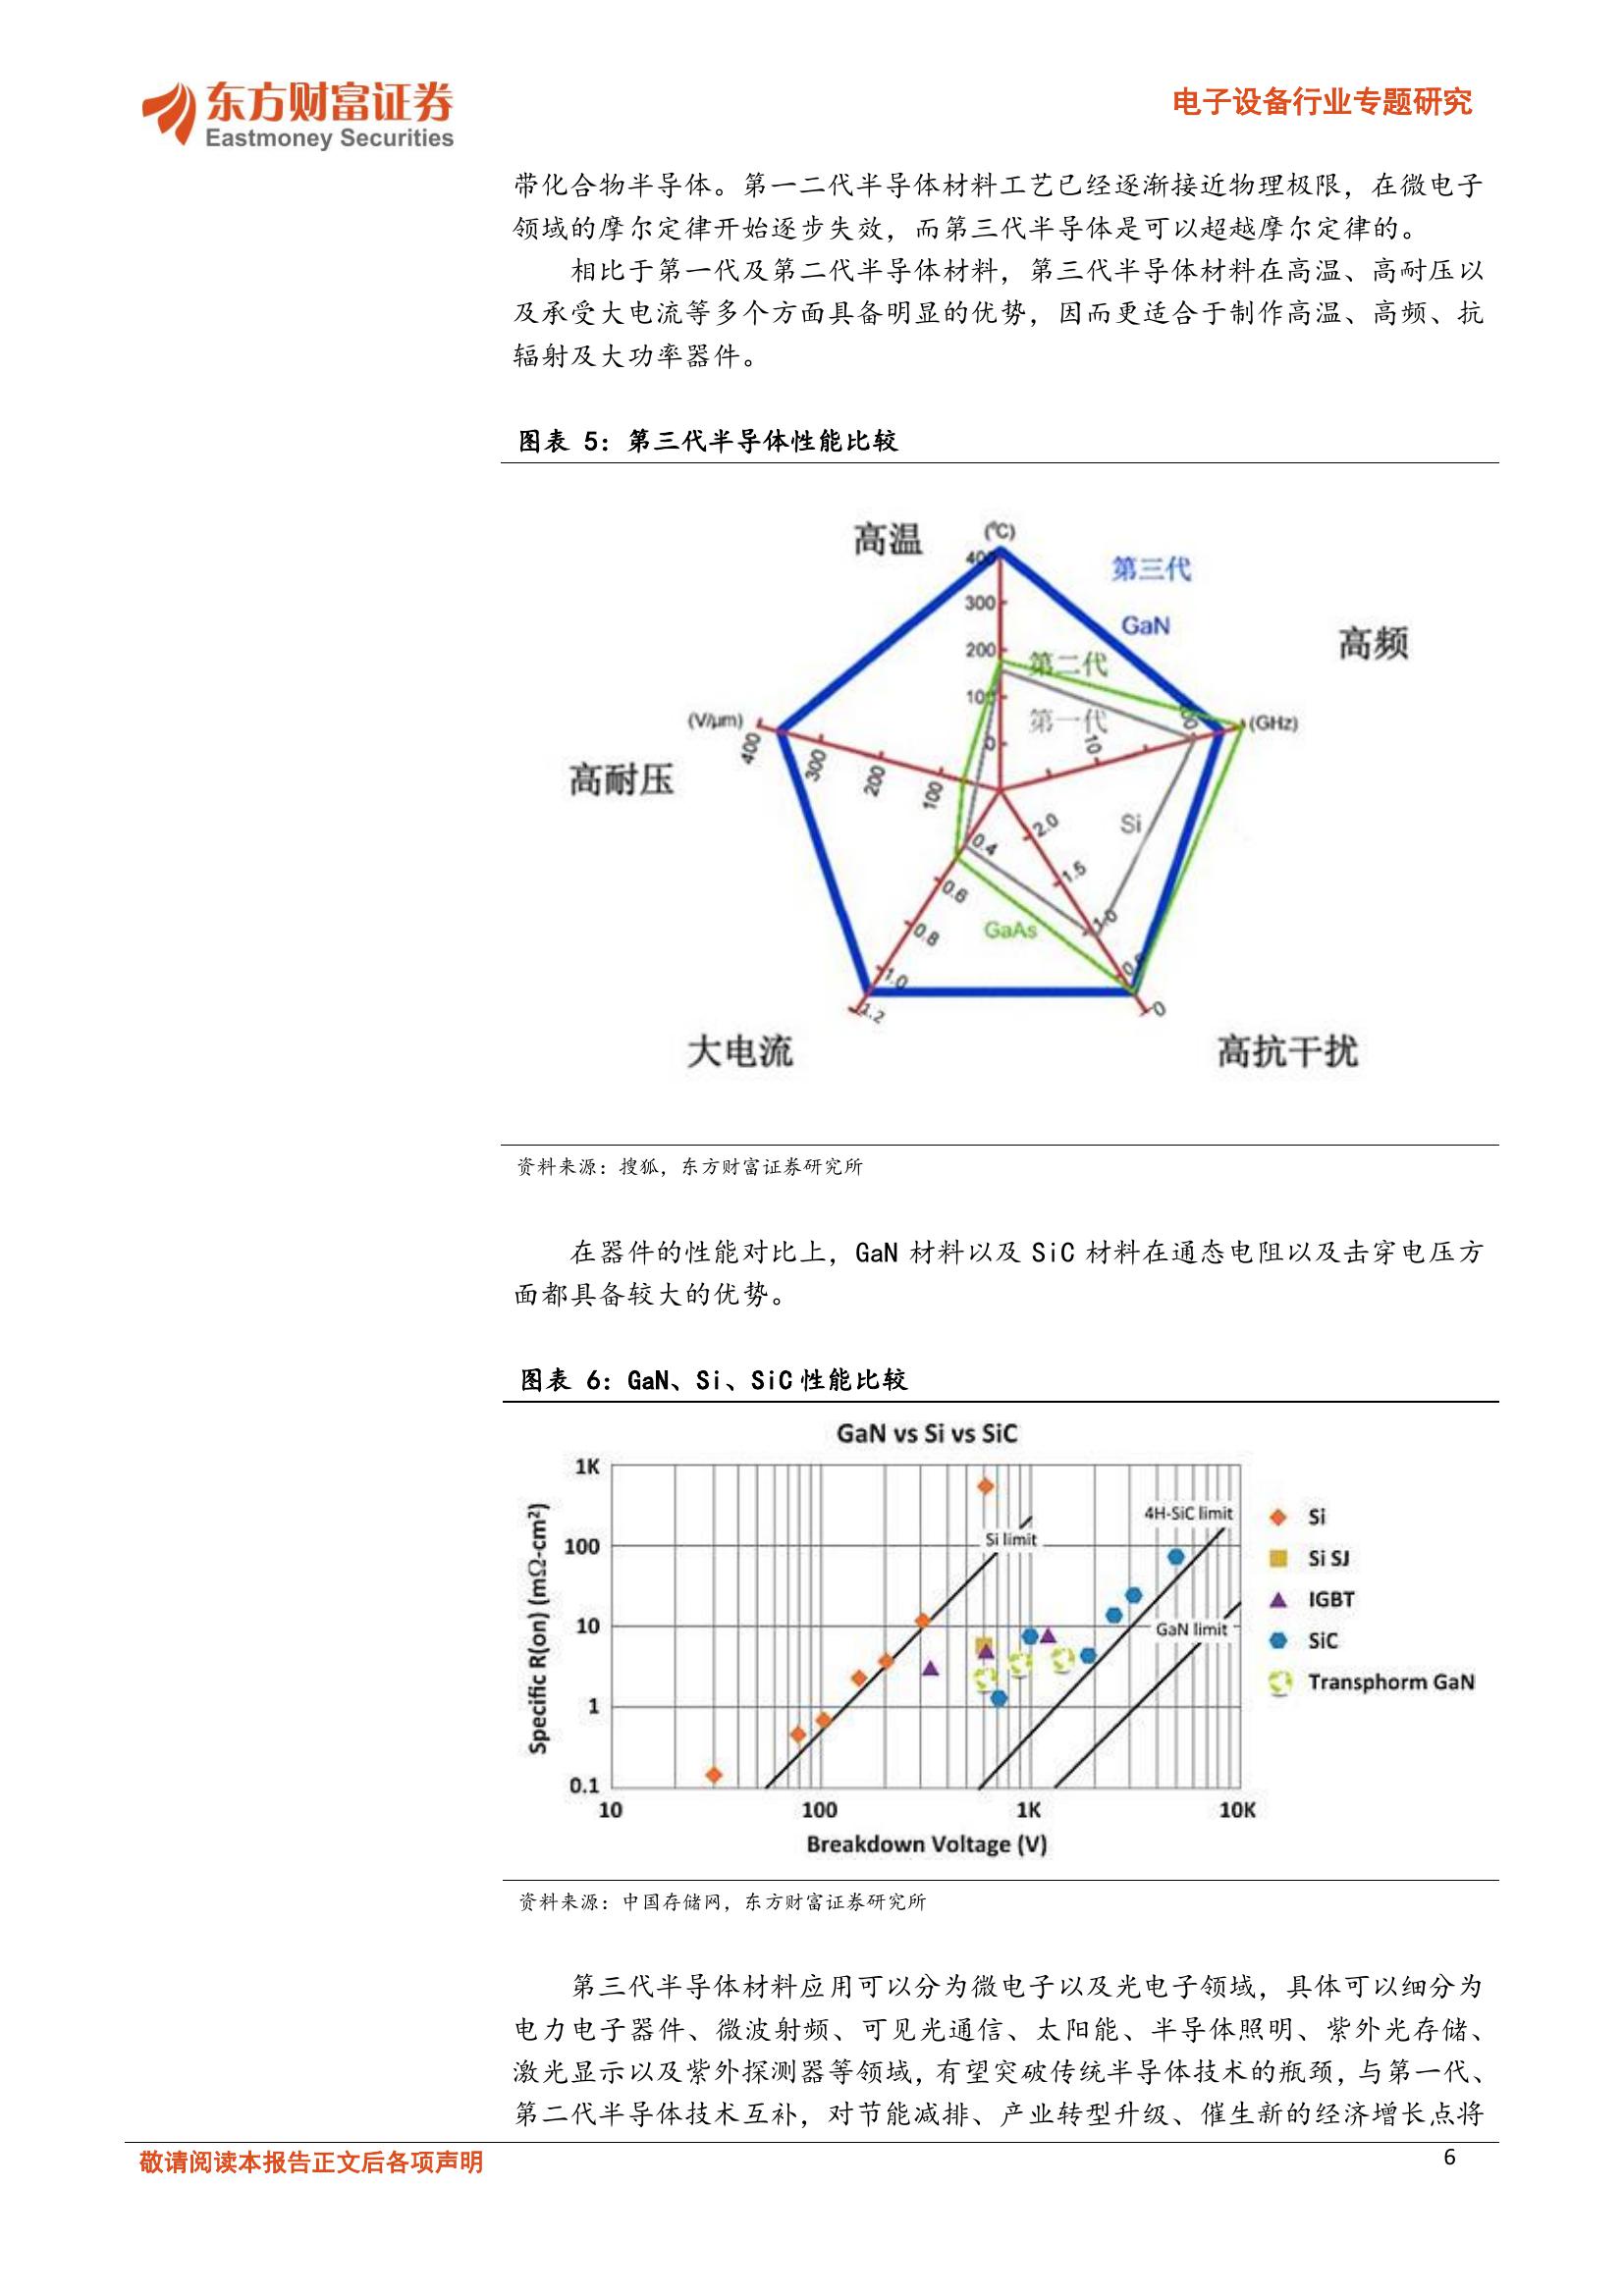 东方财富证券
Eastmoney Securities
电子设备行业专题研究
带化合物半导体。第一二代半导体材料工艺已经逐渐接近物理极限，在微电子
领域的摩尔定律开始逐步失效，而第三代半导体是可以超越摩尔定律的。
相比于第一代及第二代半导体材料，第三代半导体材料在高温、高耐压以
及承受大电流等多个方面具备明显的优势，因而更适合于制作高温、高频、抗
辐射及大功率器件。
图表 5：第三代半导体性能比较
高温
(℃)
400
第三代
300
GaN
高频
200
第二代
100
第一代
(V/μm)
(GHz)
400
300
200
100
0
10
高耐压
0.4
2.0
Si
1.5
0.6
0.8
GaAs
1.0
1.0
1.2
0
大电流
高抗干扰
资料来源：搜狐，东方财富证券研究所
在器件的性能对比上，GaN 材料以及 SiC 材料在通态电阻以及击穿电压方
面都具备较大的优势。
图表 6：GaN、Si、SiC 性能比较
GaN vs Si vs SiC
1K
100
10
1
0.1
Specific R(on) (mΩ-cm²)
Si limit
4H-SiC limit
GaN limit
Si
Si SJ
IGBT
SiC
Transphorm GaN
10
100
1K
10K
Breakdown Voltage (V)
资料来源：中国存储网，东方财富证券研究所
第三代半导体材料应用可以分为微电子以及光电子领域，具体可以细分为
电力电子器件、微波射频、可见光通信、太阳能、半导体照明、紫外光存储、
激光显示以及紫外探测器等领域，有望突破传统半导体技术的瓶颈，与第一代、
第二代半导体技术互补，对节能减排、产业转型升级、催生新的经济增长点将
敬请阅读本报告正文后各项声明
6